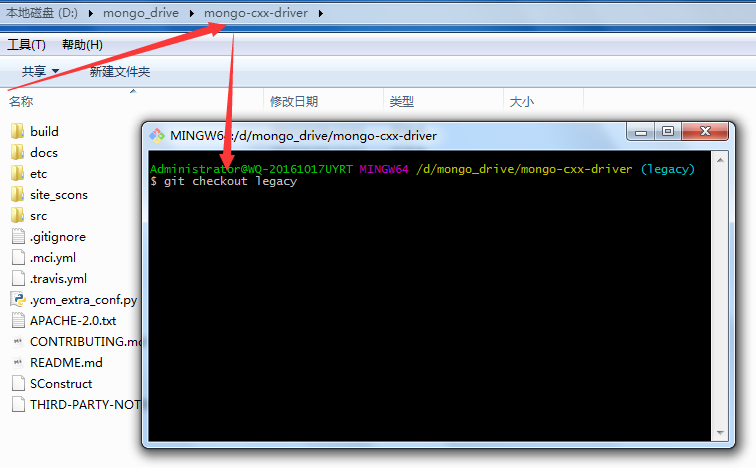 本地磁盘 (D:) mongo_drive mongo-cxx-driver
工具(T) 帮助(H)
共享 新建文件夹
名称 修改日期 类型 大小
build
docs
etc
site_scons
src
.gitignore
.mci.yml
.travis.yml
.ycm_extra_conf.py
APACHE-2.0.txt
CONTRIBUTING.md
README.md
SConstruct
THIRD-PARTY-NOT
MINGW64:/d/mongo_drive/mongo-cxx-driver
Administrator@WQ-20161017UYRT MINGW64 /d/mongo_drive/mongo-cxx-driver (legacy)
$ git checkout legacy